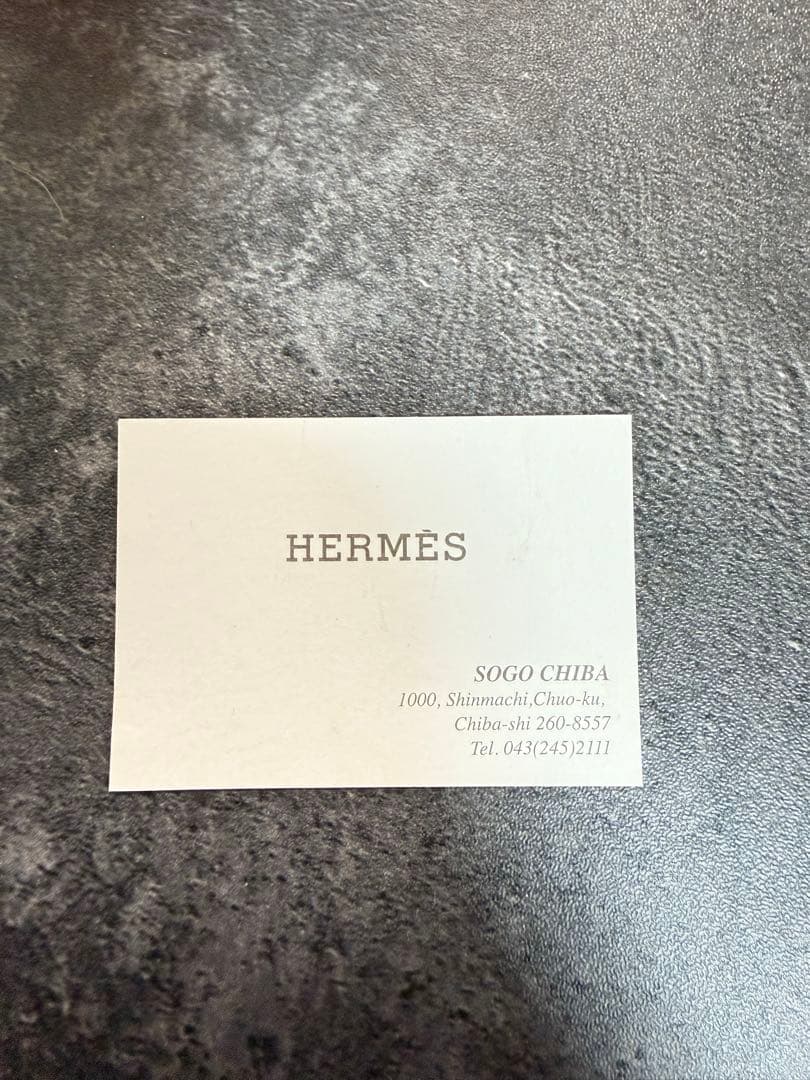 HERMÈS
SOGO CHIBA
1000, Shinmachi,Chuo-ku,
Chiba-shi 260-8557
Tel. 043(245)2111